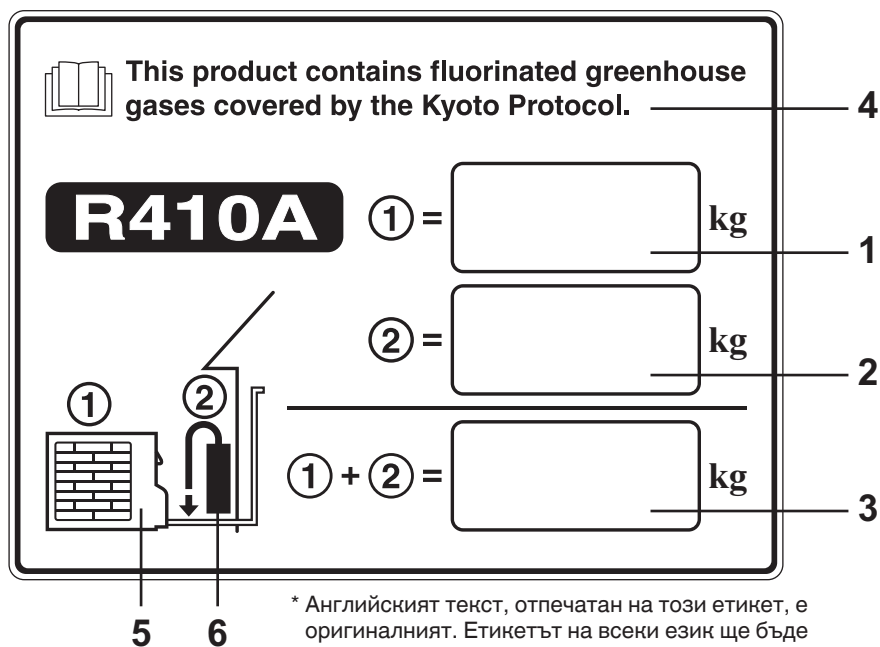 This product contains fluorinated greenhouse
gases covered by the Kyoto Protocol.
4
R410A
① =
kg
1
② =
kg
2
①
②
① + ② =
kg
3
5
6
* Английският текст, отпечатан на този етикет, е
оригиналният. Етикетът на всеки език ще бъде